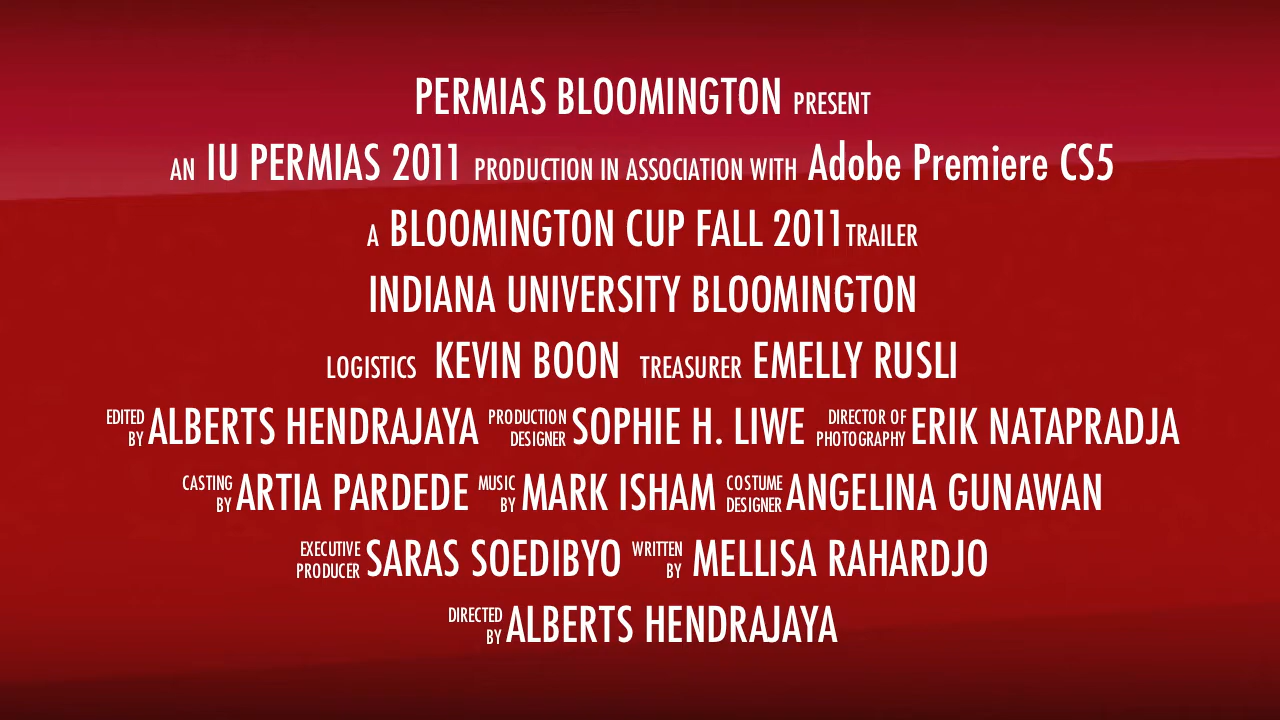 PERMIAS BLOOMINGTON PRESENT
AN IU PERMIAS 2011 PRODUCTION IN ASSOCIATION WITH Adobe Premiere CS5
A BLOOMINGTON CUP FALL 2011 TRAILER
INDIANA UNIVERSITY BLOOMINGTON
LOGISTICS KEVIN BOON TREASURER EMELLY RUSLI
EDITED BY ALBERTS HENDRAJAYA PRODUCTION DESIGNER SOPHIE H. LIWE DIRECTOR OF PHOTOGRAPHY ERIK NATAPRADJA
CASTING BY ARTIA PARDEDE MUSIC BY MARK ISHAM COSTUME DESIGNER ANGELINA GUNAWAN
EXECUTIVE PRODUCER SARAS SOEDIBYO WRITTEN BY MELLISA RAHARDJO
DIRECTED BY ALBERTS HENDRAJAYA